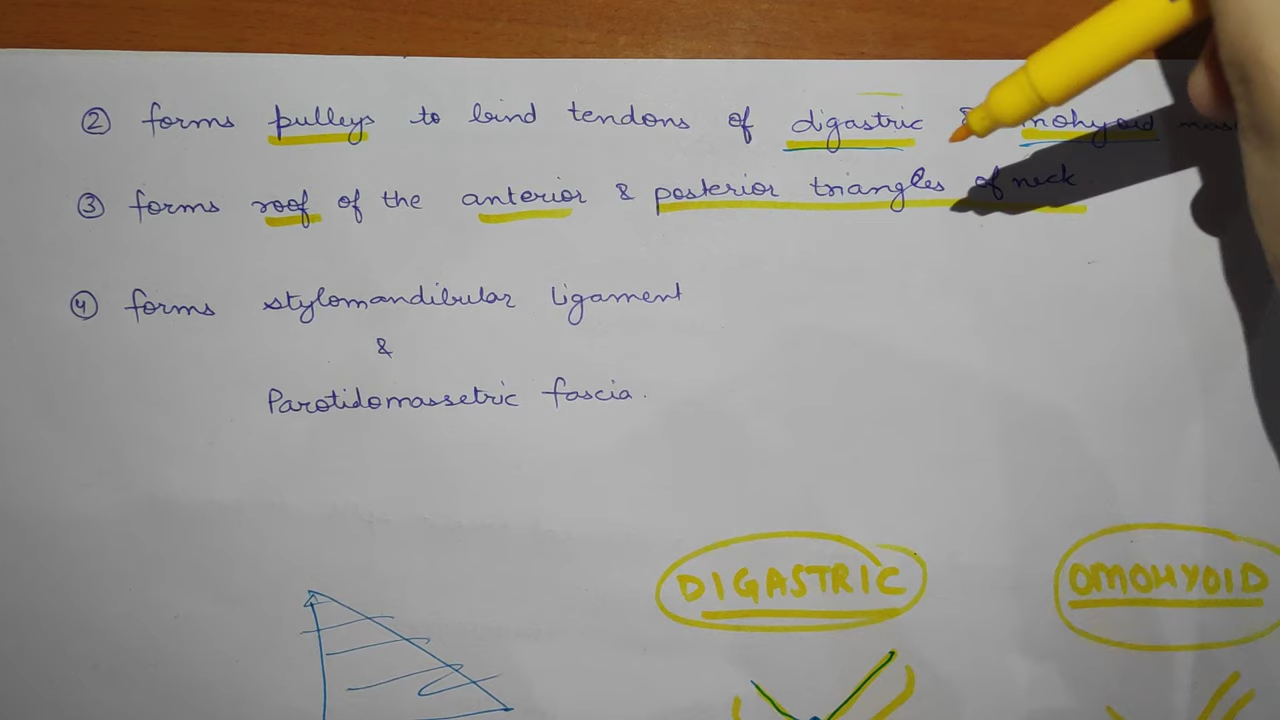 ② forms pulleys to bind tendons of digastric & omohyoid
③ forms roof of the anterior & posterior triangles of neck
④ forms stylomandibular ligament
&
Parotidomassetric fascia.
DIGASTRIC OMOHYOID